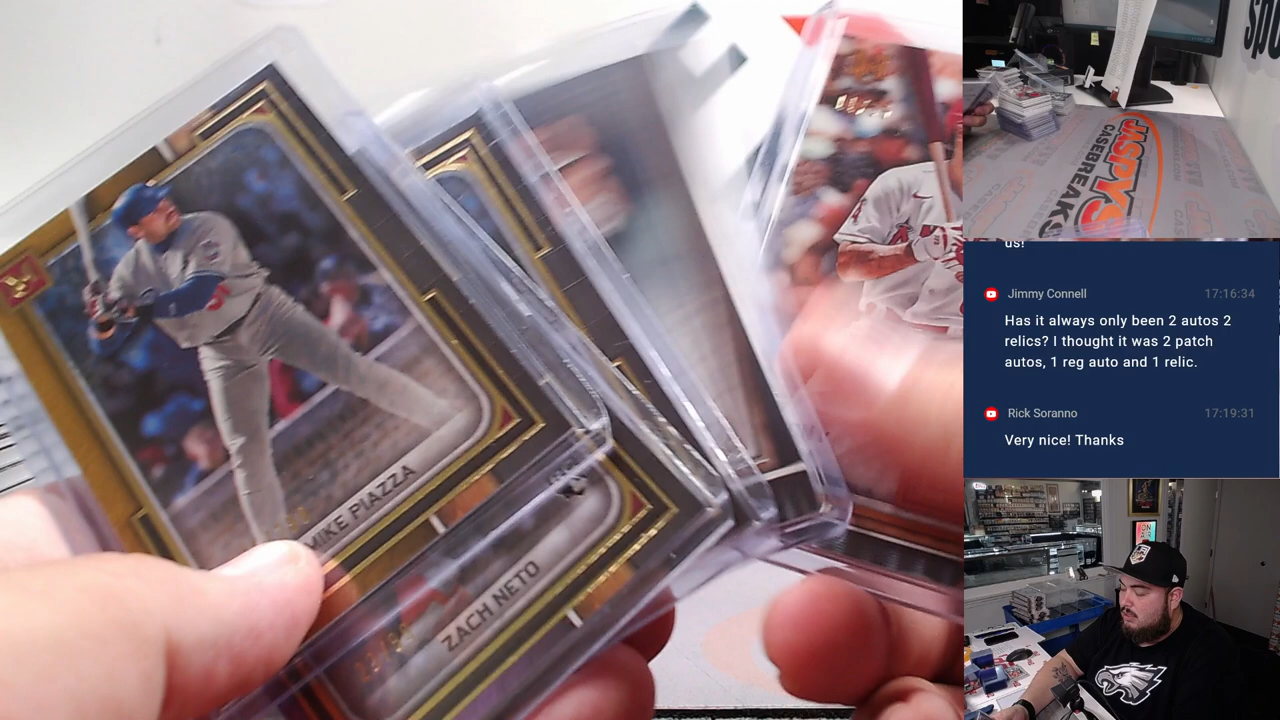 MIKE PIAZZA
ZACH NETO
JASPYS
CASEBREAKS
us!
Jimmy Connell 17:16:34
Has it always only been 2 autos 2
relics? I thought it was 2 patch
autos, 1 reg auto and 1 relic.
Rick Soranno 17:19:31
Very nice! Thanks